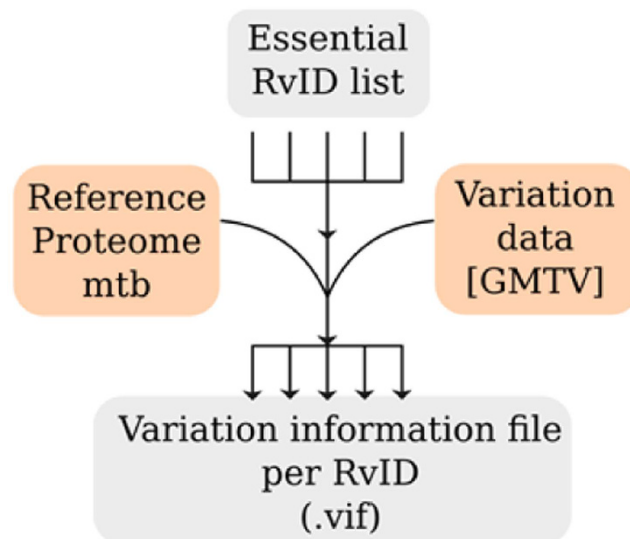 Essential
RvID list
Reference
Proteome
mtb
Variation
data
[GMTV]
Variation information file
per RvID
(.vif)